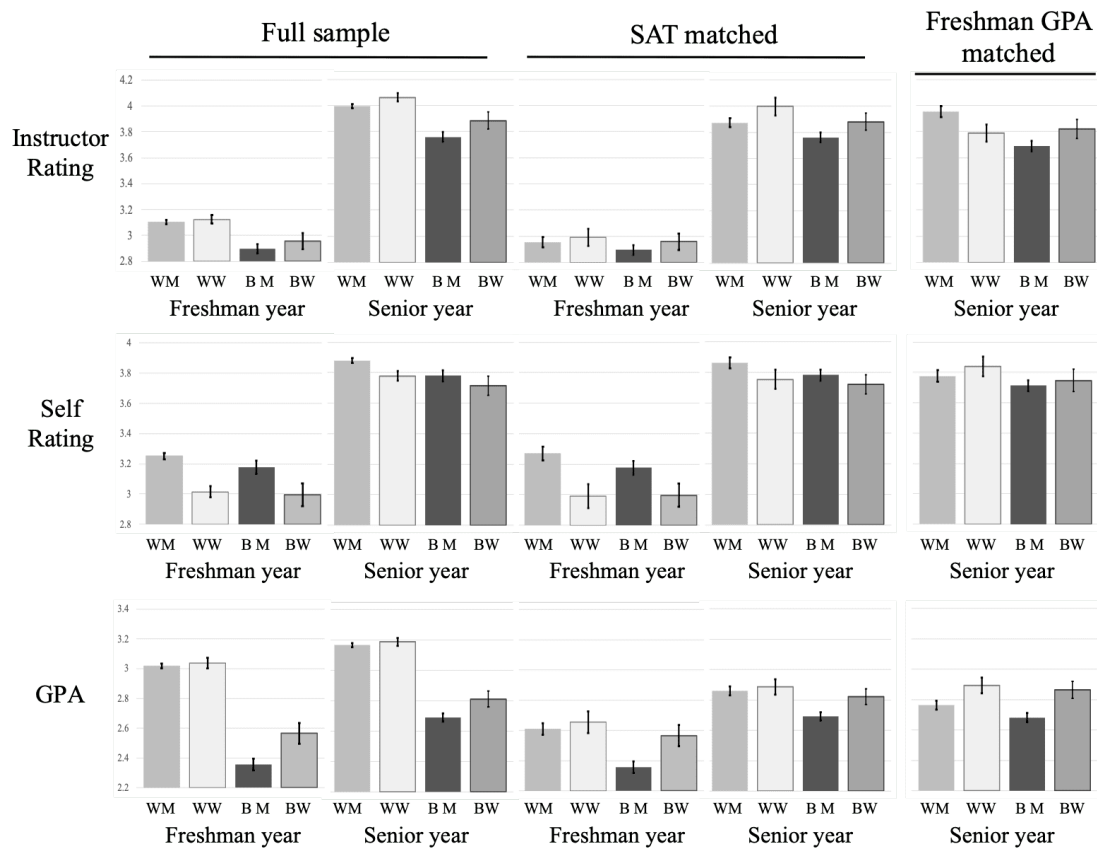 Full sample
SAT matched
Freshman GPA
matched
Instructor
Rating
4.2
4
3.8
3.6
3.4
3.2
3
2.8
WM WW B M BW
WM WW B M BW
WM WW B M BW
WM WW B M BW
WM WW B M BW
Freshman year
Senior year
Freshman year
Senior year
Senior year
Self
Rating
4
3.8
3.6
3.4
3.2
3
2.8
WM WW B M BW
WM WW B M BW
WM WW B M BW
WM WW B M BW
WM WW B M BW
Freshman year
Senior year
Freshman year
Senior year
Senior year
GPA
3.4
3.2
3
2.8
2.6
2.4
2.2
WM WW B M BW
WM WW B M BW
WM WW B M BW
WM WW B M BW
WM WW B M BW
Freshman year
Senior year
Freshman year
Senior year
Senior year